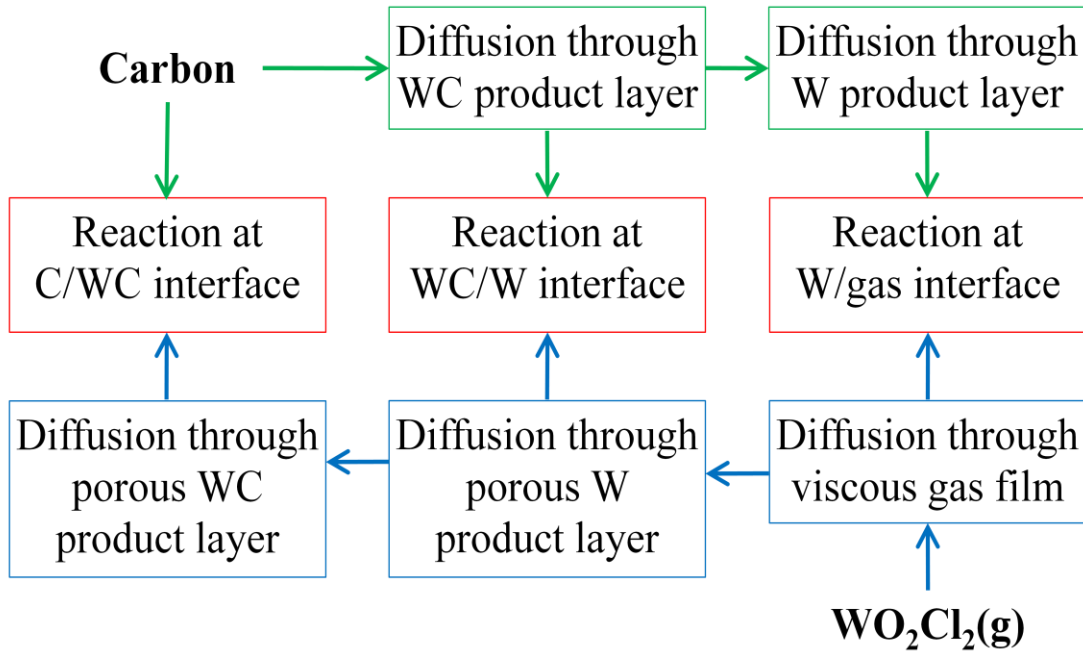 Carbon
Diffusion through
WC product layer
Diffusion through
W product layer
Reaction at
C/WC interface
Reaction at
WC/W interface
Reaction at
W/gas interface
Diffusion through
porous WC
product layer
Diffusion through
porous W
product layer
Diffusion through
viscous gas film
WO₂Cl₂(g)